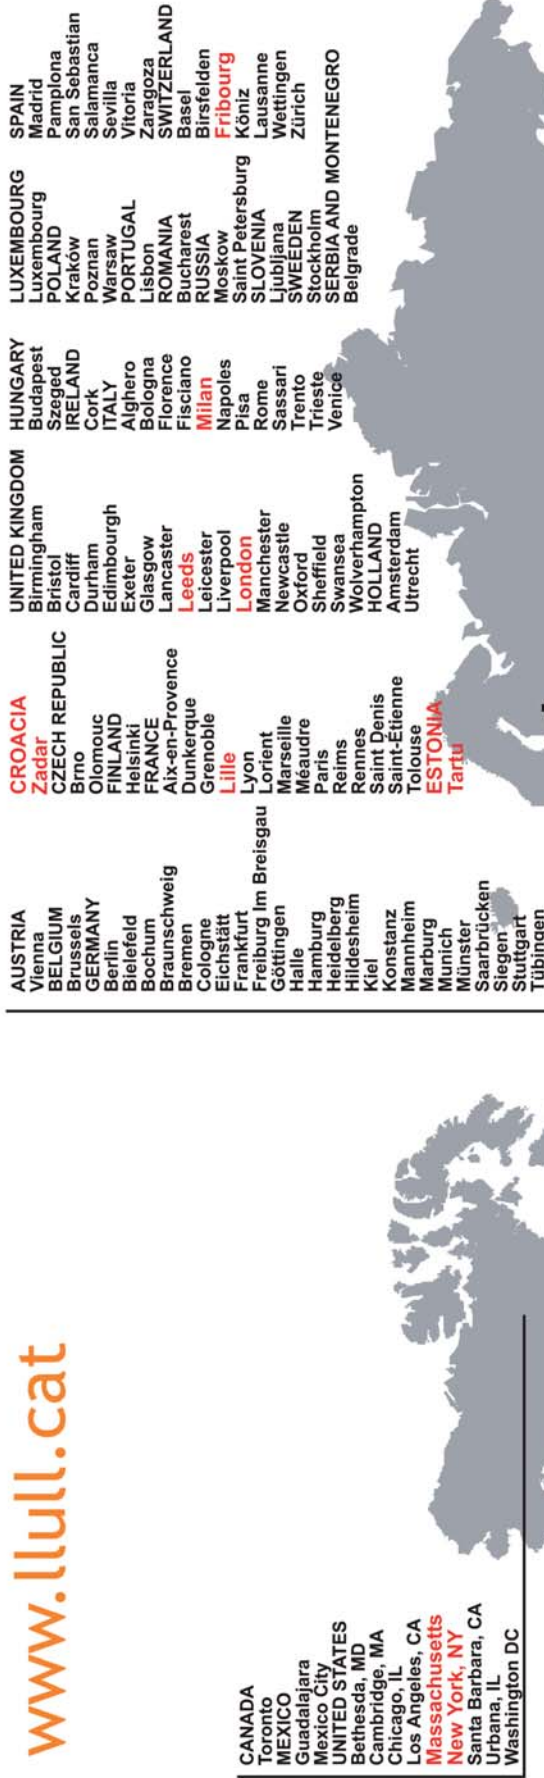 www.llull.cat
CANADA
Toronto
MEXICO
Guadalajara
Mexico City
UNITED STATES
Bethesda, MD
Cambridge, MA
Chicago, IL
Los Angeles, CA
Massachusetts
New York, NY
Santa Barbara, CA
Urbana, IL
Washington DC
AUSTRIA
Vienna
BELGIUM
Brussels
GERMANY
Berlin
Bielefeld
Bochum
Braunschweig
Bremen
Cologne
Eichstätt
Frankfurt
Freiburg Im Breisgau
Göttingen
Halle
Hamburg
Heidelberg
Hildesheim
Kiel
Konstanz
Mannheim
Marburg
Munich
Münster
Saarbrücken
Siegen
Stuttgart
Tübingen
CROACIA
Zadar
CZECH REPUBLIC
Brno
Olomouc
FINLAND
Helsinki
FRANCE
Aix-en-Provence
Dunkerque
Grenoble
Lille
Lyon
Lorient
Marseille
Méaudre
Paris
Reims
Rennes
Saint Denis
Saint-Étienne
Tolouse
ESTONIA
Tartu
UNITED KINGDOM
Birmingham
Bristol
Cardiff
Durham
Edimbourgh
Exeter
Glasgow
Lancaster
Leeds
Leicester
Liverpool
London
Manchester
Newcastle
Oxford
Sheffield
Swansea
Wolverhampton
HOLLAND
Amsterdam
Utrecht
HUNGARY
Budapest
Szeged
IRELAND
Cork
ITALY
Alghero
Bologna
Florence
Fisciano
Milan
Napoles
Pisa
Rome
Sassari
Trento
Trieste
Venice
LUXEMBOURG
Luxembourg
POLAND
Kraków
Poznan
Warsaw
PORTUGAL
Lisbon
ROMANIA
Bucharest
RUSSIA
Moskow
Saint Petersburg
SLOVENIA
Ljubljana
SWEEDEN
Stockholm
SERBIA AND MONTENEGRO
Belgrade
SPAIN
Madrid
Pamplona
San Sebastian
Salamanca
Sevilla
Vitoria
Zaragoza
SWITZERLAND
Basel
Birsfelden
Fribourg
Köniz
Lausanne
Wettingen
Zürich